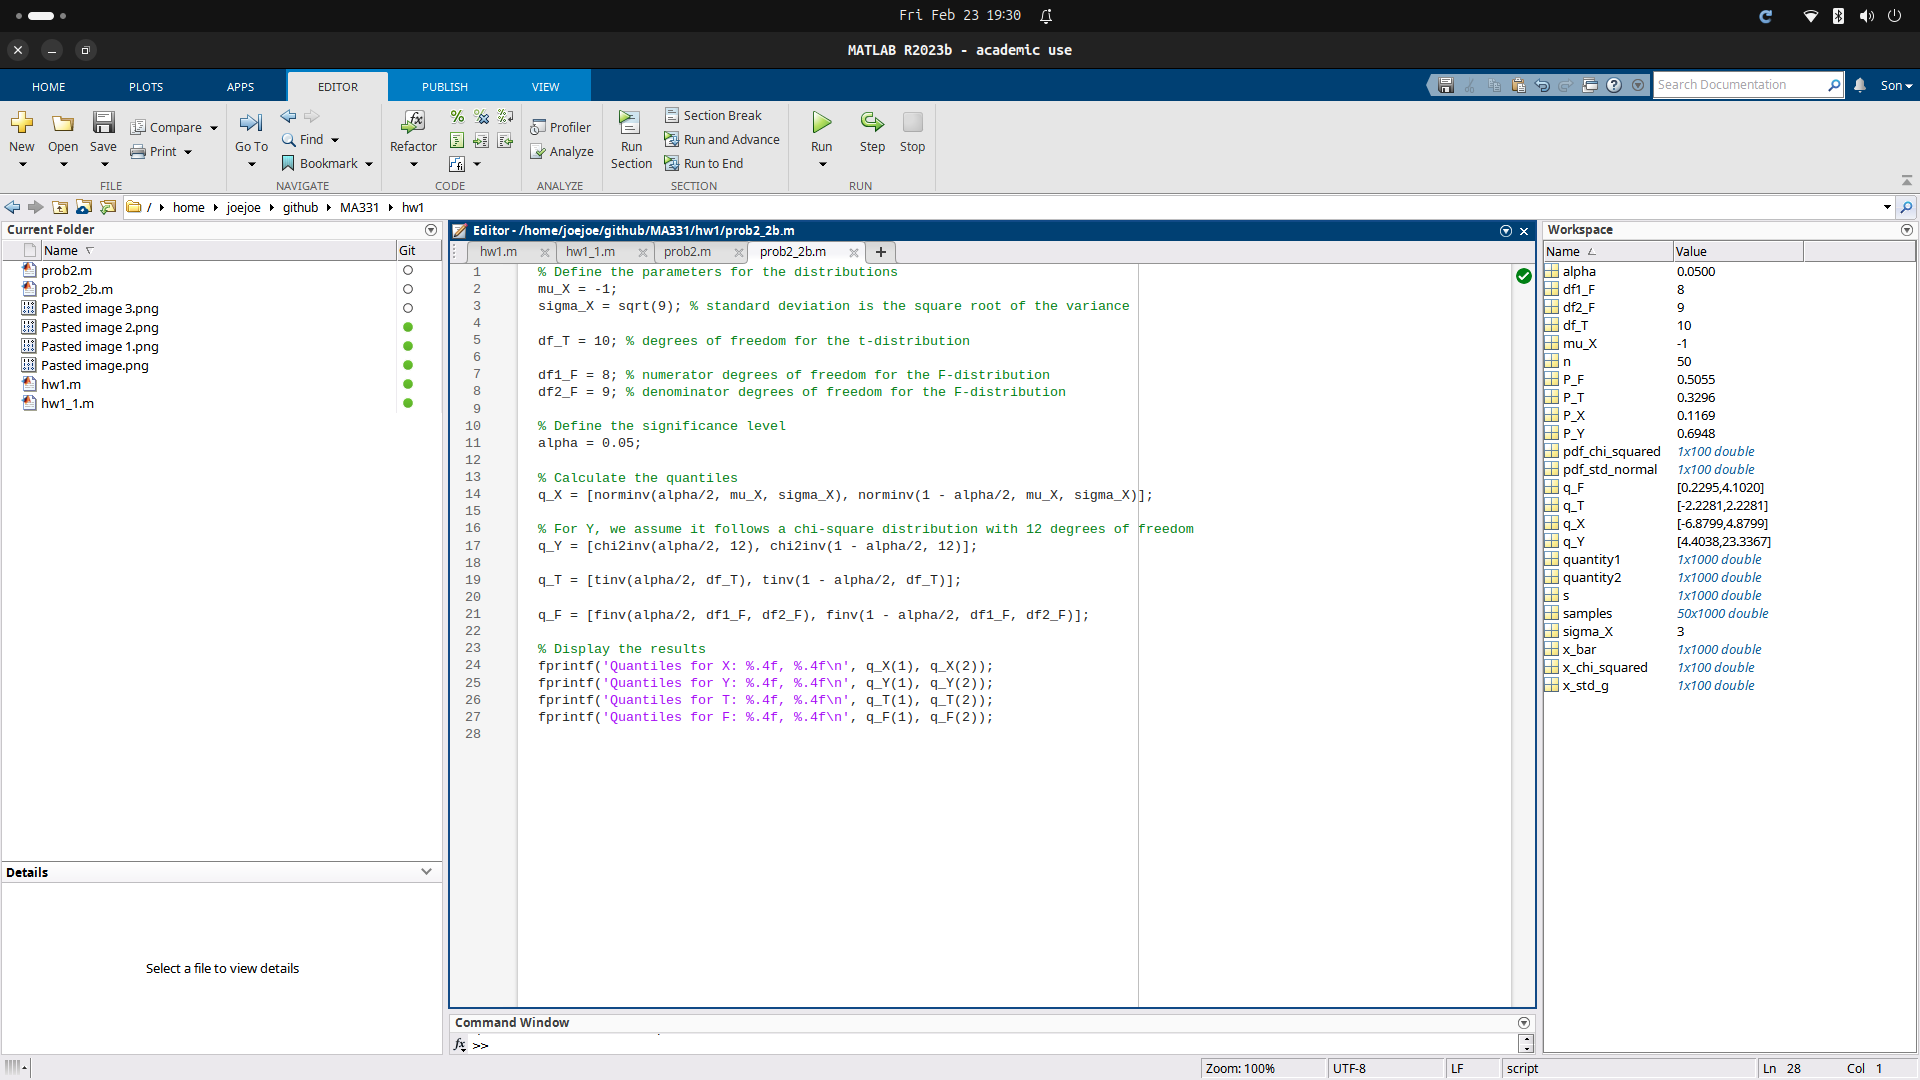 Fri Feb 23 19:30
MATLAB R2023b - academic use
HOME PLOTS APPS EDITOR PUBLISH VIEW
Search Documentation
Son
New
Open
Save
Compare
Print
FILE
Go To
Find
Bookmark
NAVIGATE
Refactor
CODE
Profiler
Analyze
ANALYZE
Run Section
Section Break
Run and Advance
Run to End
SECTION
Run
Step
Stop
RUN
/ home joejoe github MA331 hw1
Current Folder
Name Git
prob2.m
prob2_2b.m
Pasted image 3.png
Pasted image 2.png
Pasted image 1.png
Pasted image.png
hw1.m
hw1_1.m
Details
Select a file to view details
Editor - /home/joejoe/github/MA331/hw1/prob2_2b.m
hw1.m hw1_1.m prob2.m prob2_2b.m +
1 % Define the parameters for the distributions
2 mu_X = -1;
3 sigma_X = sqrt(9); % standard deviation is the square root of the variance
4
5 df_T = 10; % degrees of freedom for the t-distribution
6
7 df1_F = 8; % numerator degrees of freedom for the F-distribution
8 df2_F = 9; % denominator degrees of freedom for the F-distribution
9
10 % Define the significance level
11 alpha = 0.05;
12
13 % Calculate the quantiles
14 q_X = [norminv(alpha/2, mu_X, sigma_X), norminv(1 - alpha/2, mu_X, sigma_X)];
15
16 % For Y, we assume it follows a chi-square distribution with 12 degrees of freedom
17 q_Y = [chi2inv(alpha/2, 12), chi2inv(1 - alpha/2, 12)];
18
19 q_T = [tinv(alpha/2, df_T), tinv(1 - alpha/2, df_T)];
20
21 q_F = [finv(alpha/2, df1_F, df2_F), finv(1 - alpha/2, df1_F, df2_F)];
22
23 % Display the results
24 fprintf('Quantiles for X: %.4f, %.4f\n', q_X(1), q_X(2));
25 fprintf('Quantiles for Y: %.4f, %.4f\n', q_Y(1), q_Y(2));
26 fprintf('Quantiles for T: %.4f, %.4f\n', q_T(1), q_T(2));
27 fprintf('Quantiles for F: %.4f, %.4f\n', q_F(1), q_F(2));
28
Command Window
fx >>
Workspace
Name Value
alpha 0.0500
df1_F 8
df2_F 9
df_T 10
mu_X -1
n 50
P_F 0.5055
P_T 0.3296
P_X 0.1169
P_Y 0.6948
pdf_chi_squared 1x100 double
pdf_std_normal 1x100 double
q_F [0.2295,4.1020]
q_T [-2.2281,2.2281]
q_X [-6.8799,4.8799]
q_Y [4.4038,23.3367]
quantity1 1x1000 double
quantity2 1x1000 double
s 1x1000 double
samples 50x1000 double
sigma_X 3
x_bar 1x1000 double
x_chi_squared 1x100 double
x_std_g 1x100 double
Zoom: 100% UTF-8 LF script Ln 28 Col 1